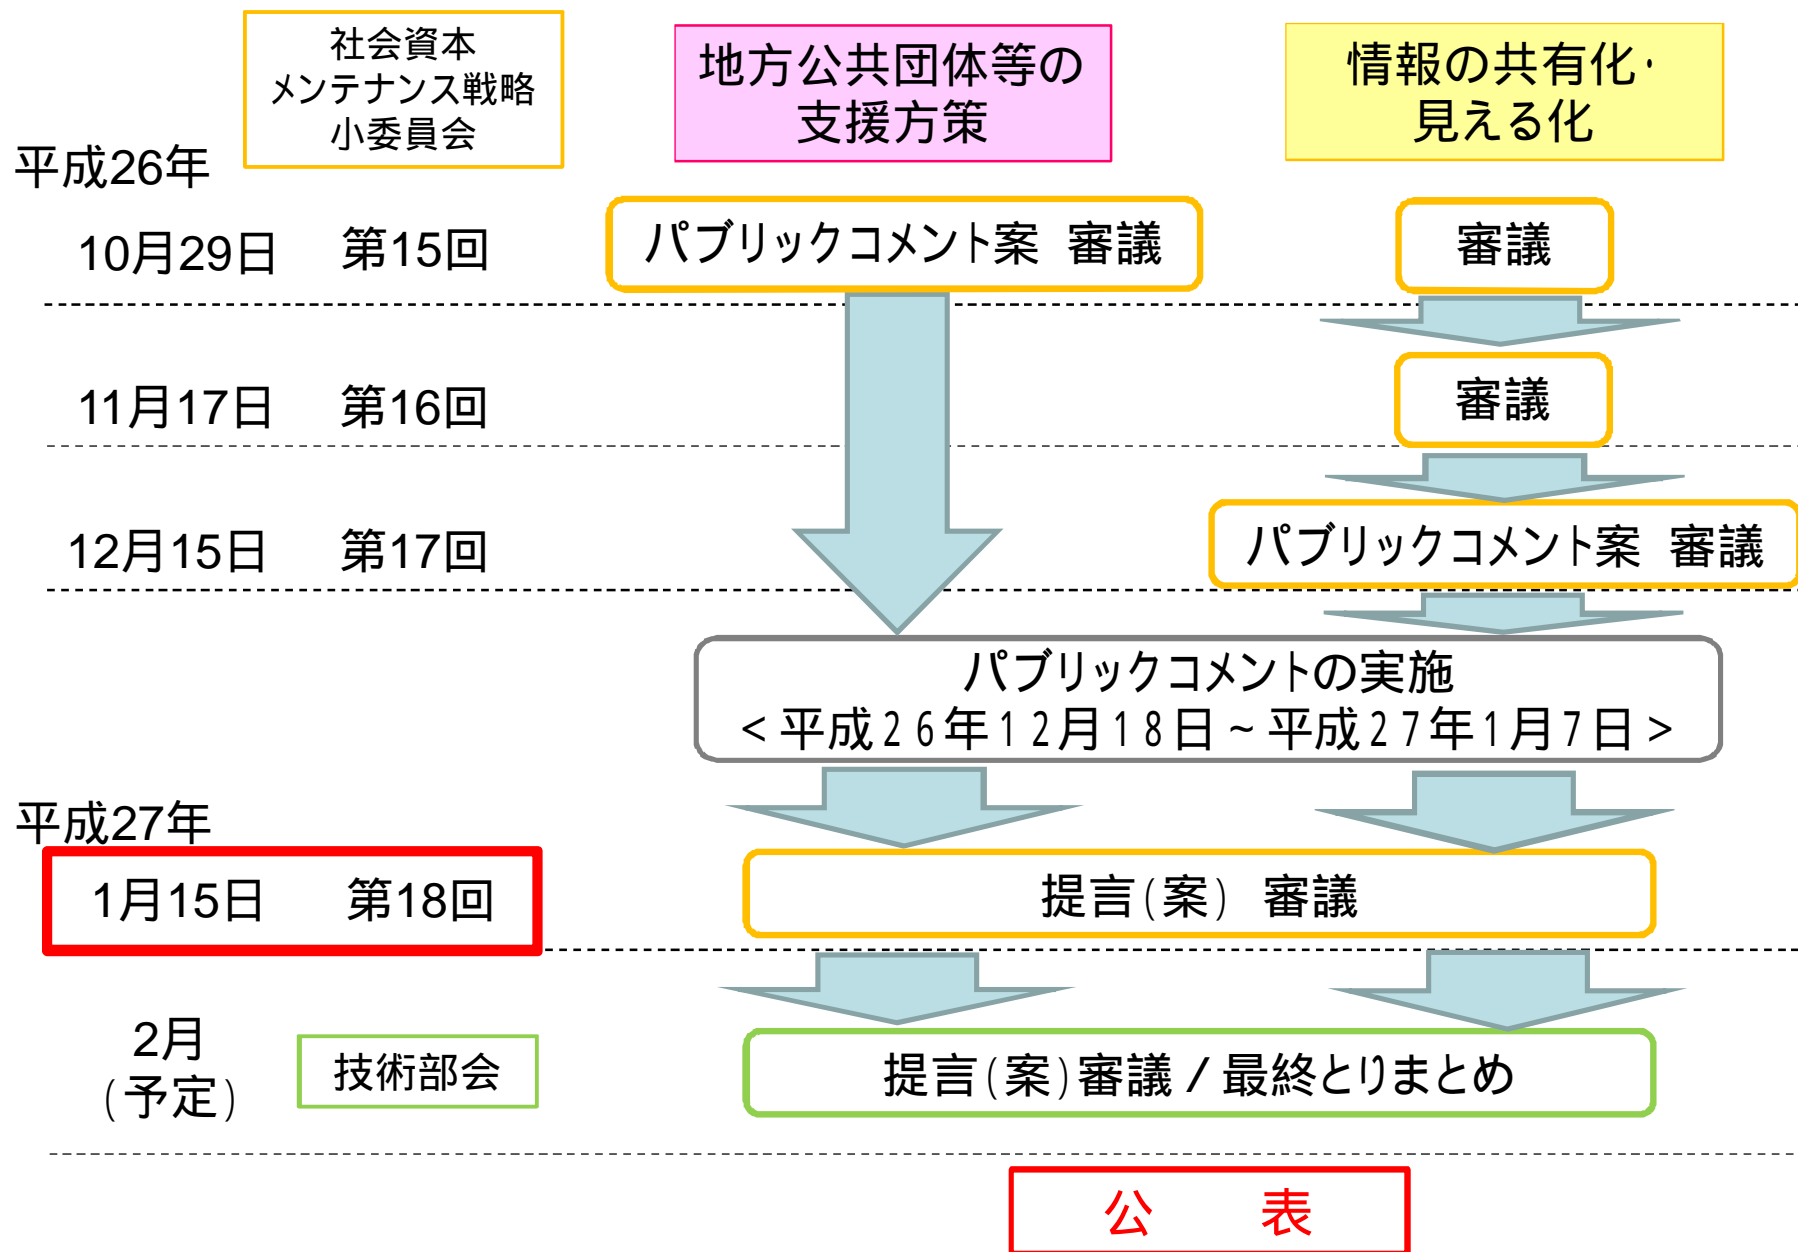 社会資本
メンテナンス戦略
小委員会
地方公共団体等の
支援方策
情報の共有化・
見える化
平成26年
10月29日 第15回
パブリックコメント案 審議
審議
11月17日 第16回
審議
12月15日 第17回
パブリックコメント案 審議
パブリックコメントの実施
<平成26年12月18日~平成27年1月7日>
平成27年
1月15日 第18回
提言(案) 審議
2月
(予定)
技術部会
提言(案)審議/最終とりまとめ
公 表